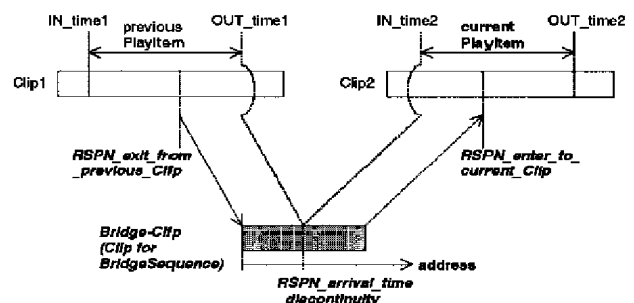 IN_time1
previous
PlayItem
OUT_time1
IN_time2
current
PlayItem
OUT_time2
Clip1
Clip2
RSPN_exit_from
_previous_Clip
RSPN_enter_to_
current_Clip
Bridge-Clip
(Clip for
BridgeSequence)
address
RSPN_arrival_time
discontinuity